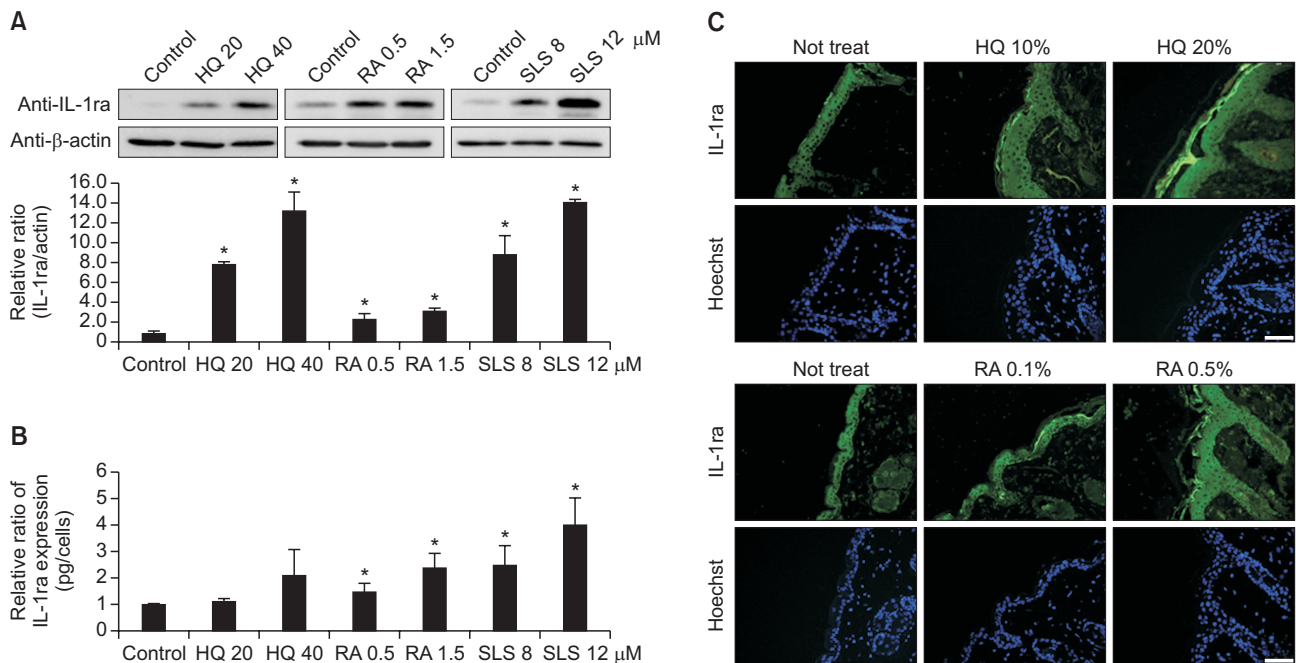 A
Control HQ 20 HQ 40 Control RA 0.5 RA 1.5 Control SLS 8 SLS 12 μM
Anti-IL-1ra
Anti-β-actin
Relative ratio
(IL-1ra/actin)
16.0
14.0
12.0
10.0
8.0
6.0
4.0
2.0
0
* * * * * *
Control HQ 20 HQ 40 RA 0.5 RA 1.5 SLS 8 SLS 12 μM
B
Relative ratio of
IL-1ra expression
(pg/cells)
6
5
4
3
2
1
0
* * * *
Control HQ 20 HQ 40 RA 0.5 RA 1.5 SLS 8 SLS 12 μM
C
Not treat HQ 10% HQ 20%
IL-1ra
Hoechst
Not treat RA 0.1% RA 0.5%
IL-1ra
Hoechst